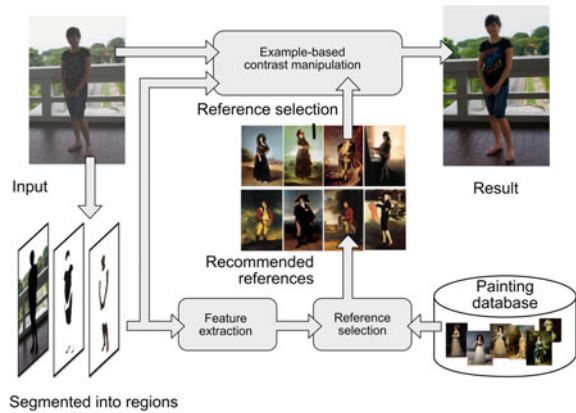 Example-based
contrast manipulation
Reference selection
Input
Result
Recommended
references
Painting
database
Feature
extraction
Reference
selection
Segmented into regions